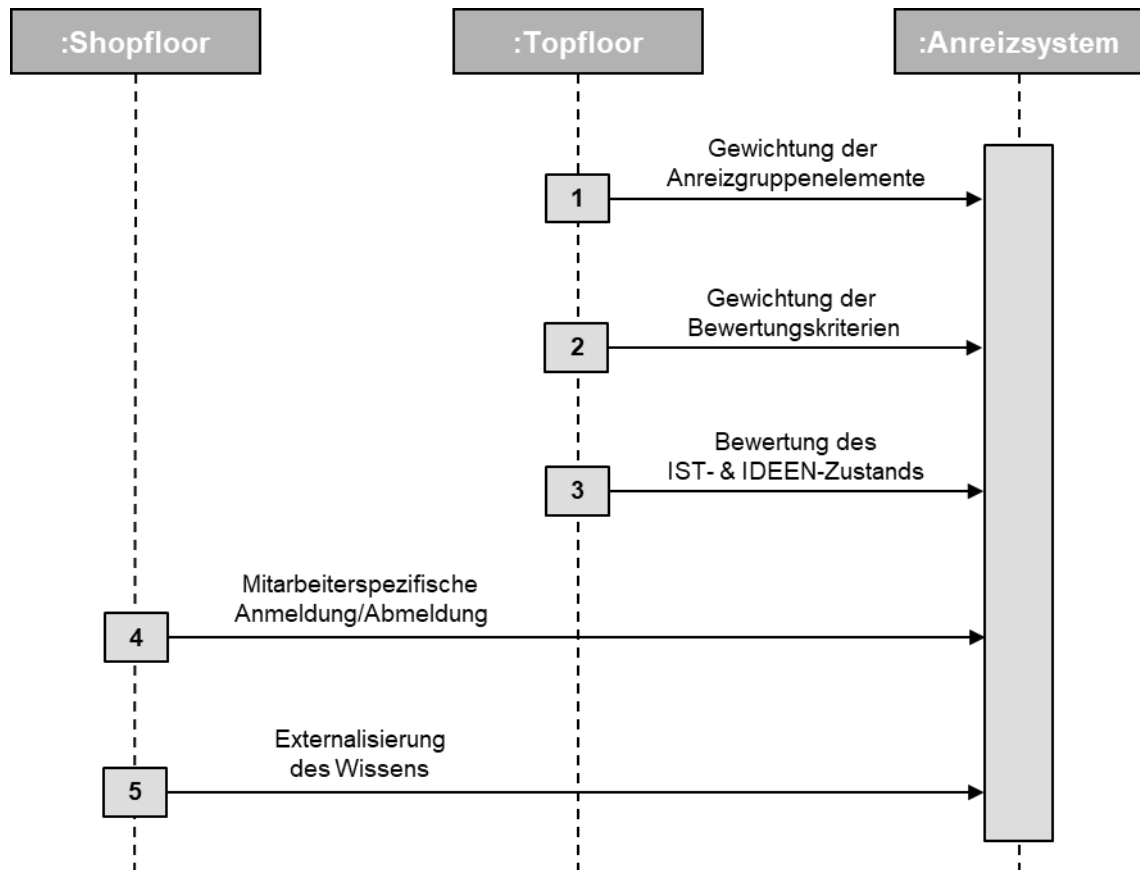 :Shopfloor
:Topfloor
:Anreizsystem
Gewichtung der
Anreizgruppenelemente
1
Gewichtung der
Bewertungskriterien
2
Bewertung des
IST- & IDEEN-Zustands
3
Mitarbeiterspezifische
Anmeldung/Abmeldung
4
Externalisierung
des Wissens
5